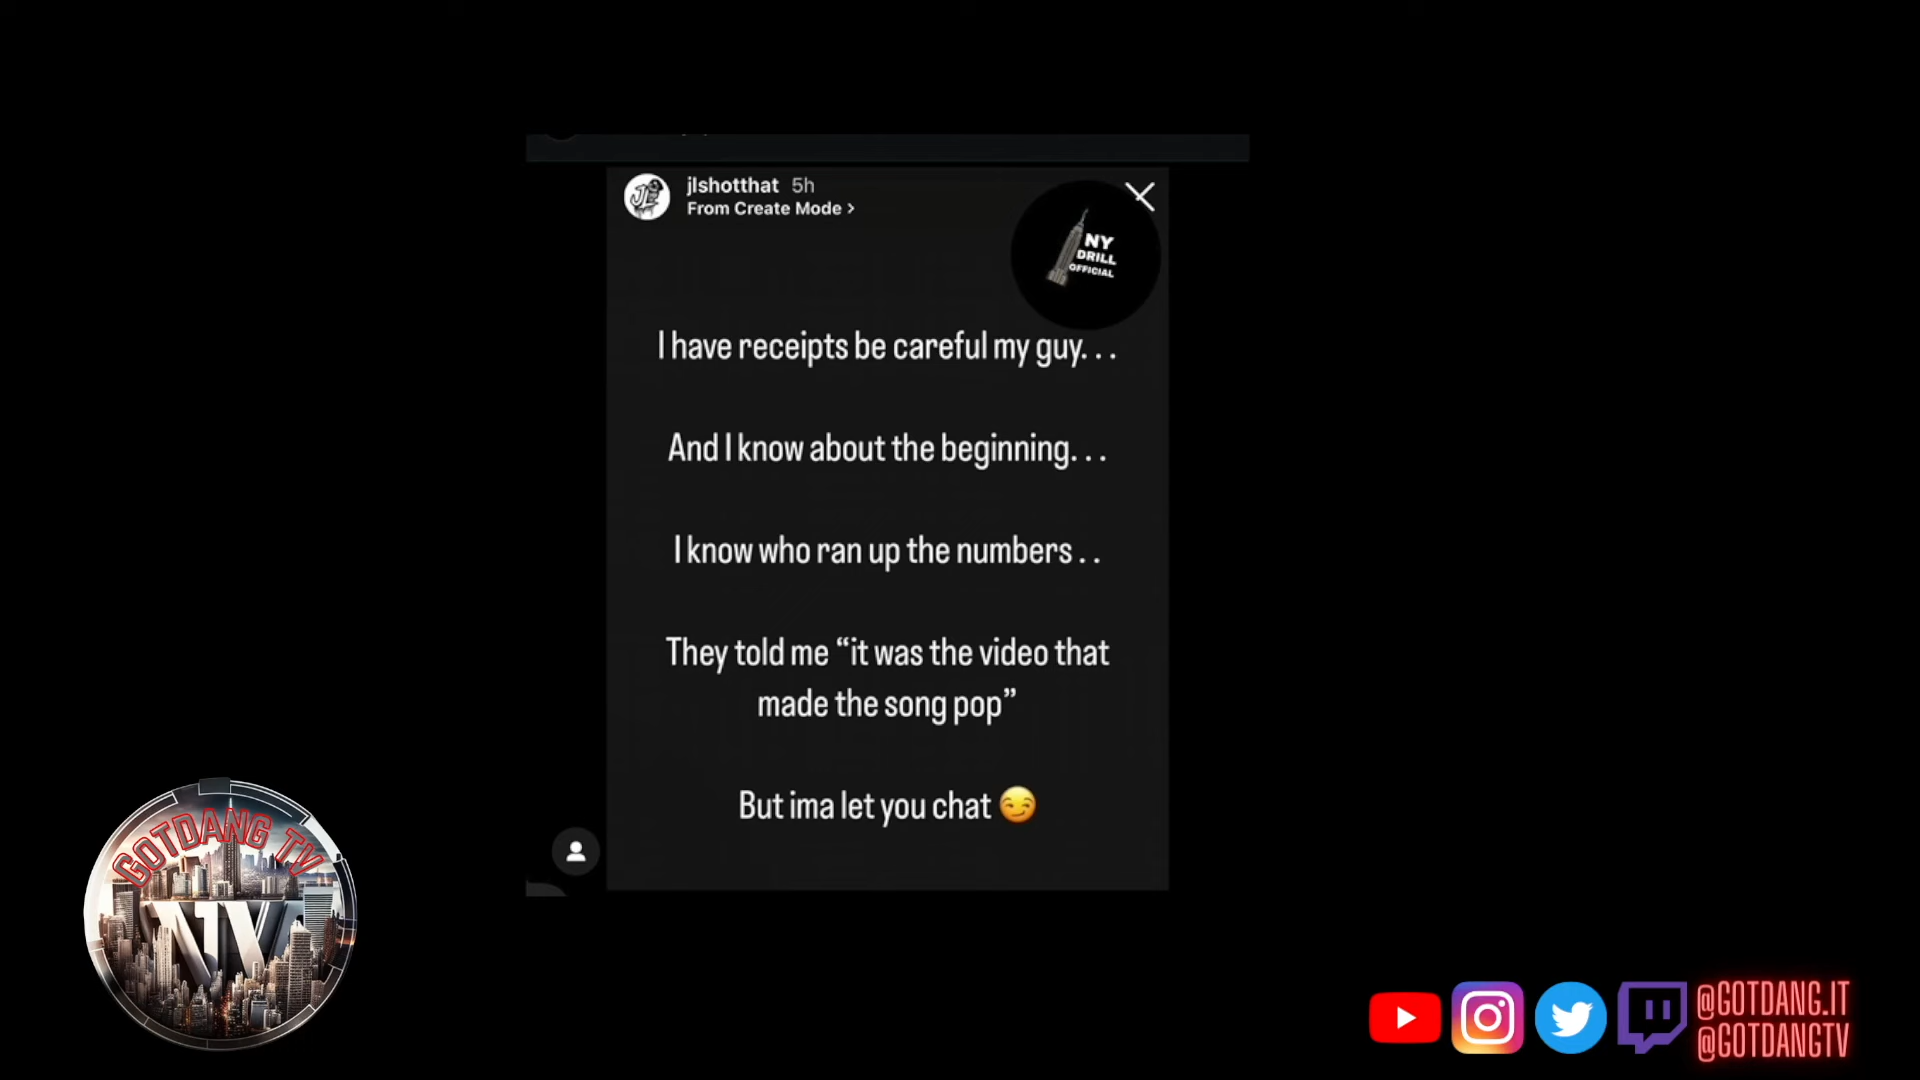 jlshotthat 5h
From Create Mode >
NY
DRILL
OFFICIAL
I have receipts be careful my guy. . .
And I know about the beginning. . .
I know who ran up the numbers . .
They told me “it was the video that
made the song pop”
But ima let you chat 😏
GOTDANG TV
NY
@GOTDANG.IT
@GOTDANGTV